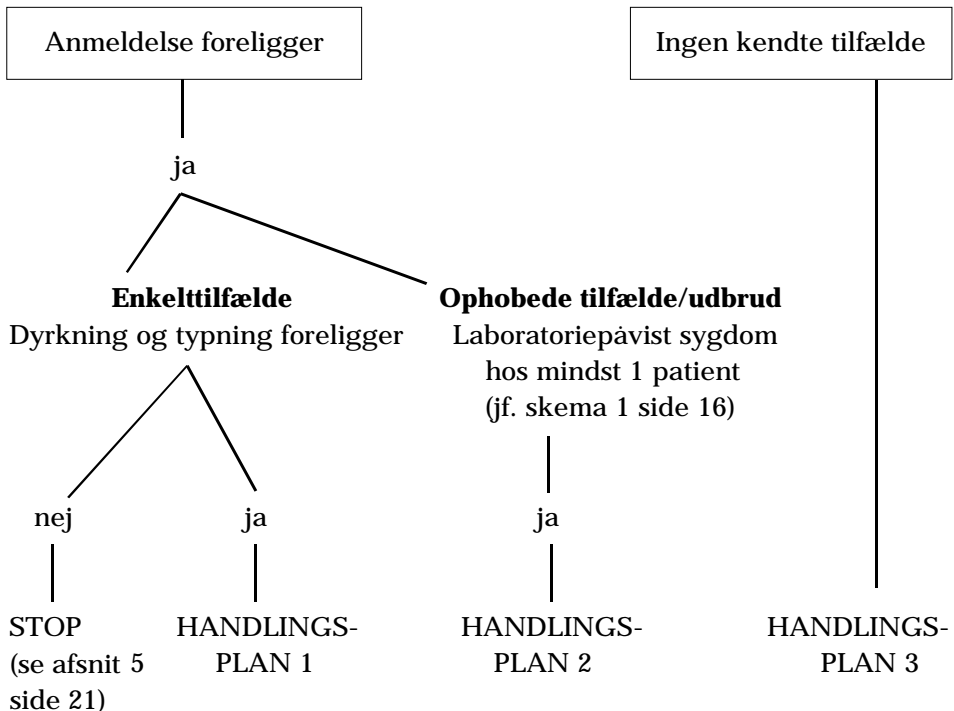 Anmeldelse foreligger
Ingen kendte tilfælde
ja
Enkelttilfælde
Dyrkning og typning foreligger
Ophobede tilfælde/udbrud
Laboratoriepåvist sygdom
hos mindst 1 patient
(jf. skema 1 side 16)
nej
ja
ja
STOP
(se afsnit 5
side 21)
HANDLINGS-
PLAN 1
HANDLINGS-
PLAN 2
HANDLINGS-
PLAN 3